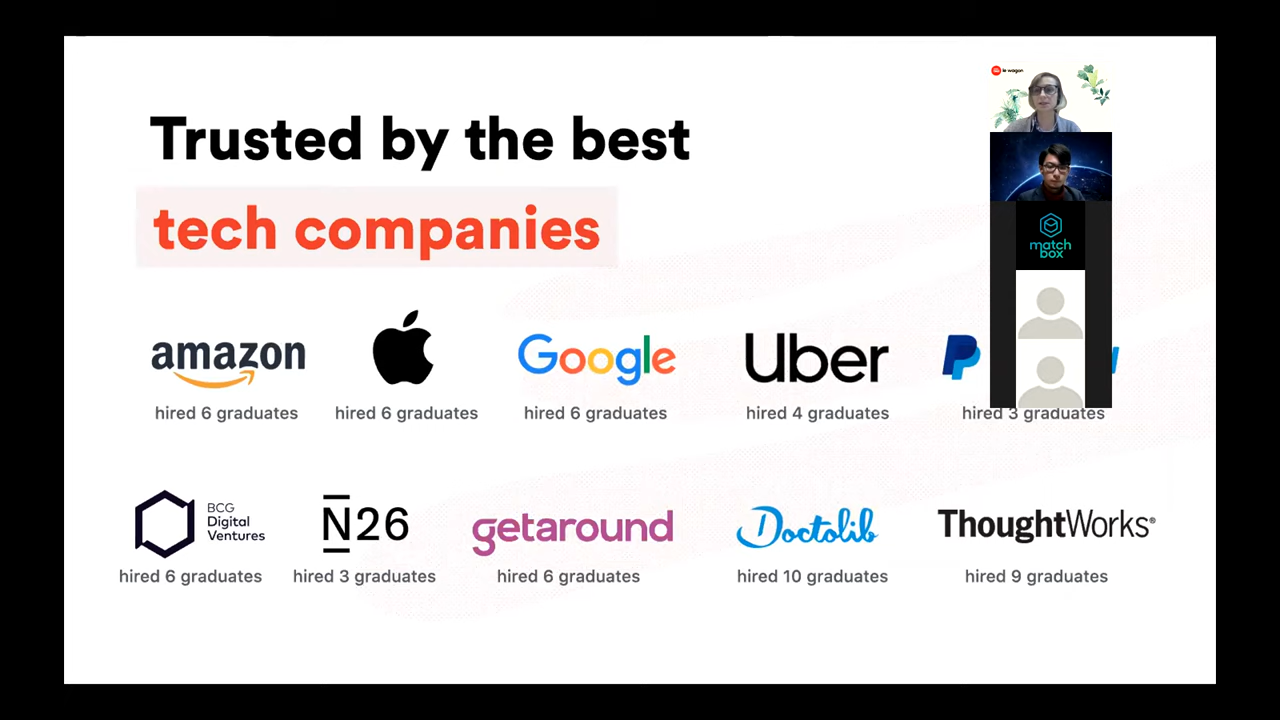 Trusted by the best
tech companies
le wagon
match
box
amazon
Google
Uber
P
hired 6 graduates
hired 6 graduates
hired 6 graduates
hired 4 graduates
hired 3 graduates
BCG
Digital
Ventures
N26
getaround
Doctolib
ThoughtWorks®
hired 6 graduates
hired 3 graduates
hired 6 graduates
hired 10 graduates
hired 9 graduates